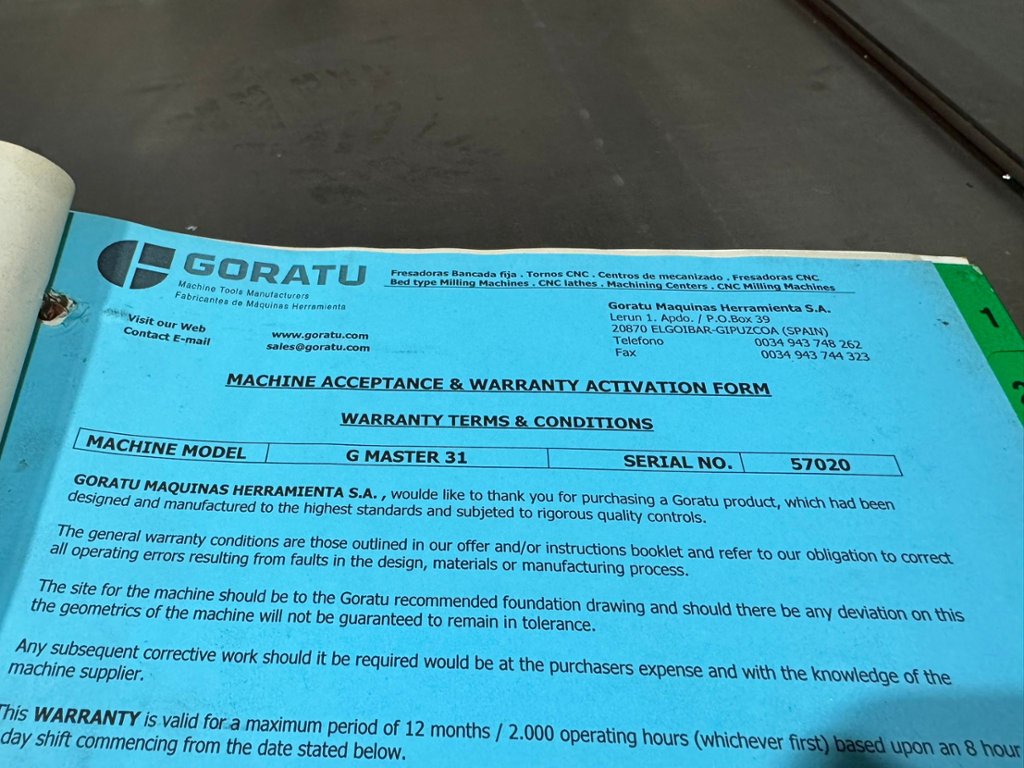 GORATU
Machine Tools Manufacturers
Fabricantes de Máquinas Herramienta
Fresadoras Bancada fija . Tornos CNC . Centros de mecanizado . Fresadoras CNC
Bed type Milling Machines . CNC lathes . Machining Centers . CNC Milling Machines
Visit our Web www.goratu.com
Contact E-mail sales@goratu.com
Goratu Maquinas Herramienta S.A.
Lerun 1. Apdo. / P.O.Box 39
20870 ELGOIBAR-GIPUZCOA (SPAIN)
Telefono 0034 943 748 262
Fax 0034 943 744 323
1
2
MACHINE ACCEPTANCE & WARRANTY ACTIVATION FORM
WARRANTY TERMS & CONDITIONS
MACHINE MODEL G MASTER 31 SERIAL NO. 57020
GORATU MAQUINAS HERRAMIENTA S.A. , woulde like to thank you for purchasing a Goratu product, which had been
designed and manufactured to the highest standards and subjeted to rigorous quality controls.
The general warranty conditions are those outlined in our offer and/or instructions booklet and refer to our obligation to correct
all operating errors resulting from faults in the design, materials or manufacturing process.
The site for the machine should be to the Goratu recommended foundation drawing and should there be any deviation on this
the geometrics of the machine will not be guaranteed to remain in tolerance.
Any subsequent corrective work should it be required would be at the purchasers expense and with the knowledge of the
machine supplier.
This WARRANTY is valid for a maximum period of 12 months / 2.000 operating hours (whichever first) based upon an 8 hour
day shift commencing from the date stated below.